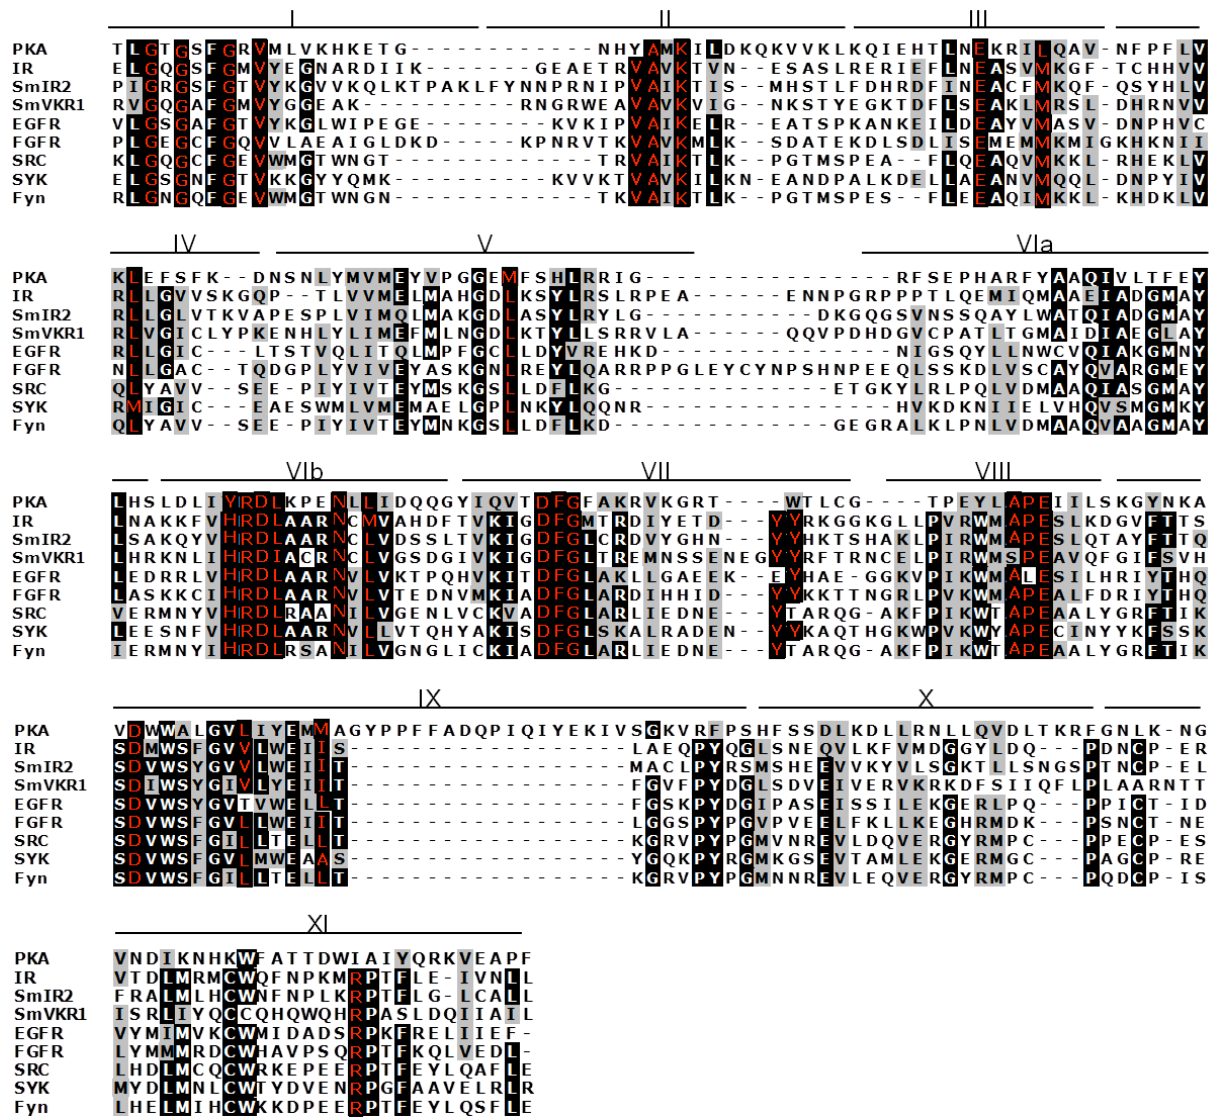 I II III
PKA TLGTGSFGRVMLVKHKETG------------NHYAMKILDKQKVVKLKQIEHTLNEKRILQAV-NFPFLV
IR ELGQGSFGMVYEGNARDIIK-------GEAETRVAVKTVN--ESASLRERIEFLNEASVMKGF-TCHHVV
SmIR2 PIGRGSFGTVYKGVVKQLKTPAKLFYNNPRNIPVAIKTIS--MHSTLFDHRDFINEACFMKQF-QSYHLV
SmVKR1 RVGQGAFGMVYGGEAK----------RNGRWEAVAVKVIG--NKSTYEGKTDFLSEAKLMRSL-DHRNVV
EGFR VLGSGAFGTVYKGLWIPEGE--------KVKIPVAIKELR--EATSPKANKEILDEAYVMASV-DNPHVC
FGFR PLGEGCFGQVVLAEAIGLDKD-----KPNRVTKVAVKMLK--SDATEKDLSDLISEMEMMKMIGKHKNII
SRC KLGQGCFGEVWMGTWNGT-------------TRVAIKTLK--PGTMSPEA--FLQEAQVMKKL-RHEKLV
SYK ELGSGNFGTVKKGYYQMK----------KVVKTVAIKILKN-EANDPALKDELLAEANVMQQL-DNPYIV
Fyn RLGNGQFGEVWMGTWNGN-------------TKVAIKTLK--PGTMSPES--FLEEAQIMKKL-KHDKLV
IV V VIa
PKA KLEFSFK--DNSNLYMVMEYVPGGEMFSHLRRIG----------------RFSEPHARFYAAQIVLTFEY
IR RLLGVVSKGQP--TLVVMELMAHGDLKSYLRSLRPEA------ENNPGRPPPTLQEMIQMAAEIADGMAY
SmIR2 RLLGLVTKVAPESPLVIMQLMAKGDLASYLRYLG-----------DKGQGSVNSSQAYLWATQIADGMAY
SmVKR1 RLVGICLYPKENHLYLIMEFMLNGDLKTYLLSRRVLA------QQVPDHDGVCPATLTGMAIDIAEGLAY
EGFR RLLGIC---LTSTVQLITQLMPFGCLLDYVREHKD---------------NIGSQYLLNWCVQIAKGMNY
FGFR NLLGAC--TQDGPLYVIVEYASKGNLREYLQARRPPGLEYCYNPSHNPEEQLSSKDLVSCAYQVARGMEY
SRC QLYAVV--SEE-PIYIVTEYMSKGSLLDFLKG--------------ETGKYLRLPQLVDMAAQIASGMAY
SYK RMIGIC---EAESWMLVMEMAELGPLNKYLQQNR----------------HVKDKNIIELVHQVSMGMKY
Fyn QLYAVV--SEE-PIYIVTEYMNKGSLLDFLKD--------------GEGRALKLPNLVDMAAQVAAGMAY
VIb VII VIII
PKA LHSLDLIYRDLKPENLLIDQQGYIQVTDFGFAKRVKGRT----WTLCG---TPEYLAPEIILSKGYNKA
IR LNAKKFVHRDLAARNCMVAHDFTVKIGDFGMTRDIYETD---YYRKGGKGLLPVRWMAPESLKDGVFTTS
SmIR2 LSAKQYVHRDLAARNCLVDSSLTVKIGDFGLCRDVYGHN---YYHKTSHAKLPIRWMAPESLQTAYFTTQ
SmVKR1 LHRKNLIHRDIACRNCLVGSDGIVKIGDFGLTREMNSSENEGYYRFTRNCELPIRWMSPEAVQFGIFSVH
EGFR LEDRRLVHRDLAARNVLVKTPQHVKITDFGLAKLLGAEEK--EYHAE-GGKVPIKWMALESILHRIYTHQ
FGFR LASKKCIHRDLAARNVLVTEDNVMKIADFGLARDIHHID---YYKKTTNGRLPVKWMAPEALFDRIYTHQ
SRC VERMNYVHRDLRAANILVGENLVCKVADFGLARLIEDNE---YTARQG-AKFPIKWTAPEAALYGRFTIK
SYK LEESNFVHRDLAARNVLLVTQHYAKISDFGLSKALRADEN--YYKAQTHGKWPVKWYAPECINYYKFSSK
Fyn IERMNYIHRDLRSANILVGNGLICKIADFGLARLIEDNE---YTARQG-AKFPIKWTAPEAALYGRFTIK
IX X
PKA VDWWALGVLIYEMMAGYPPFFADQPIQIYEKIVSGKVRFPSHFSSDLKDLLRNLLQVDLTKRFGNLK-NG
IR SDMWSFGVVLWEIIS------------------LAEQPYQGLSNEQVLKFVMDGGYLDQ---PDNCP-ER
SmIR2 SDVWSYGVVLWEIIT------------------MACLPYRSMSHEEVVKYVLSGKTLLSNGSPTNCP-EL
SmVKR1 SDIWSYGIVLYEIIT------------------FGVFPYDGLSDVEIVERVKRKDFSIIQFLPLAARNTT
EGFR SDVWSYGVTVWELLT------------------FGSKPYDGIPASEISSILEKGERLPQ---PPICT-ID
FGFR SDVWSFGVLLWEIIT------------------LGGSPYPGVPVEELFKLLKEGHRMDK---PSNCT-NE
SRC SDVWSFGILLTELLT------------------KGRVPYPGMVNREVLDQVERGYRMPC---PPECP-ES
SYK SDVWSFGVLMWEAAS------------------YGQKPYRGMKGSEVTAMLEKGERMGC---PAGCP-RE
Fyn SDVWSFGILLTELLT------------------KGRVPYPGMNNREVLEQVERGYRMPC---PQDCP-IS
XI
PKA VNDIKNHKWFATTDWIAIYQRKVEAPF
IR VTDLMRMCWQFNPKMRPTFLE-IVNLL
SmIR2 FRALMLHCWNFNPLKRPTFLG-LCALL
SmVKR1 ISRLIYQCCQHQWQHRPASLDQIIAIL
EGFR VYMIMVKCWMIDADSRPKFRELIIEF-
FGFR LYMMMRDCWHAVPSQRPTFKQLVEDL-
SRC LHDLMCQCWRKEPEERPTFEYLQAFLE
SYK MYDLMNLCWTYDVENRPGFAAVELRLR
Fyn LHELMIHCWKKDPEERPTFEYLQSFLE